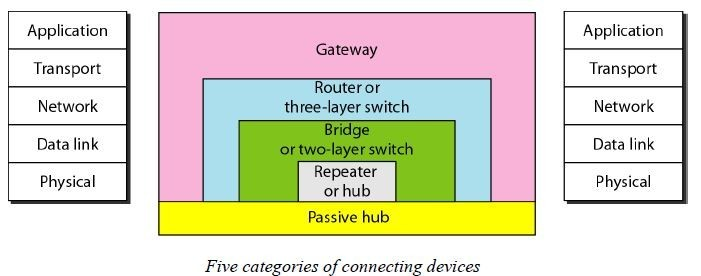 Application
Transport
Network
Data link
Physical
Gateway
Router or
three-layer switch
Bridge
or two-layer switch
Repeater
or hub
Passive hub
Application
Transport
Network
Data link
Physical
Five categories of connecting devices